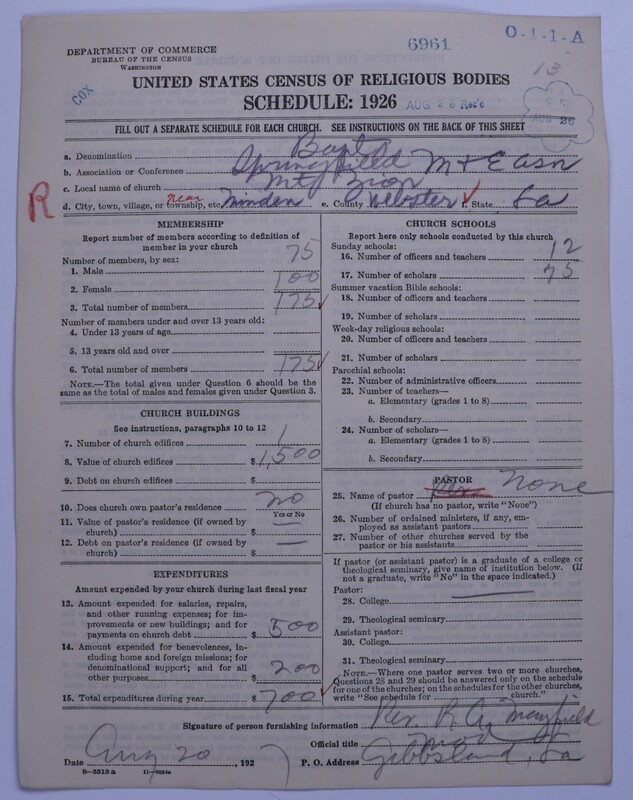 6961
O-1-1-A
DEPARTMENT OF COMMERCE
BUREAU OF THE CENSUS
WASHINGTON
13
COX
UNITED STATES CENSUS OF RELIGIOUS BODIES
SCHEDULE: 1926
AUG 26 Rec'd
AUG 26
FILL OUT A SEPARATE SCHEDULE FOR EACH CHURCH. SEE INSTRUCTIONS ON THE BACK OF THIS SHEET
a. Denomination Bapt
b. Association or Conference Springfield M & E Assn
c. Local name of church Mt Zion
R
d. City, town, village, or township, etc. near Minden e. County Webster f. State La
MEMBERSHIP
Report number of members according to definition of
member in your church
Number of members, by sex:
1. Male 75
2. Female 100
3. Total number of members 175
Number of members under and over 13 years old:
4. Under 13 years of age
5. 13 years old and over
6. Total number of members 175
NOTE.—The total given under Question 6 should be
same as the total of males and females given under Question 3.
CHURCH BUILDINGS
See instructions, paragraphs 10 to 12
7. Number of church edifices 1
8. Value of church edifices $ 1,500
9. Debt on church edifices $
10. Does church own pastor's residence? no
Yes or No
11. Value of pastor's residence (if owned by
church) $ —
12. Debt on pastor's residence (if owned by
church) $ —
EXPENDITURES
Amount expended by your church during last fiscal year
13. Amount expended for salaries, repairs,
and other running expenses; for im-
provements or new buildings; and for
payments on church debt $ 500
14. Amount expended for benevolences, in-
cluding home and foreign missions; for
denominational support; and for all
other purposes $ 200
15. Total expenditures during year $ 700
CHURCH SCHOOLS
Report here only schools conducted by this church
Sunday schools:
16. Number of officers and teachers 12
17. Number of scholars 75
Summer vacation Bible schools:
18. Number of officers and teachers
19. Number of scholars
Week-day religious schools:
20. Number of officers and teachers
21. Number of scholars
Parochial schools:
22. Number of administrative officers
23. Number of teachers—
a. Elementary (grades 1 to 8)
b. Secondary
24. Number of scholars—
a. Elementary (grades 1 to 8)
b. Secondary
PASTOR
25. Name of pastor Rev. None
(If church has no pastor, write "None")
26. Number of ordained ministers, if any, em-
ployed as assistant pastors
27. Number of other churches served by the
pastor or his assistants
If pastor (or assistant pastor) is a graduate of a college or
theological seminary, give name of institution below. (If
not a graduate, write "No" in the space indicated.)
Pastor:
28. College
29. Theological seminary
Assistant pastor:
30. College
31. Theological seminary
NOTE.—Where one pastor serves two or more churches,
Questions 28 and 29 should be answered only on the schedule
for one of the churches; on the schedules for the other churches,
write "See schedule for church."
Signature of person furnishing information Rev. R. A. Mayfield
Official title Mod
Date Aug 20, 1927 P. O. Address Gibbsland, La
8—5513 a 11—9024a